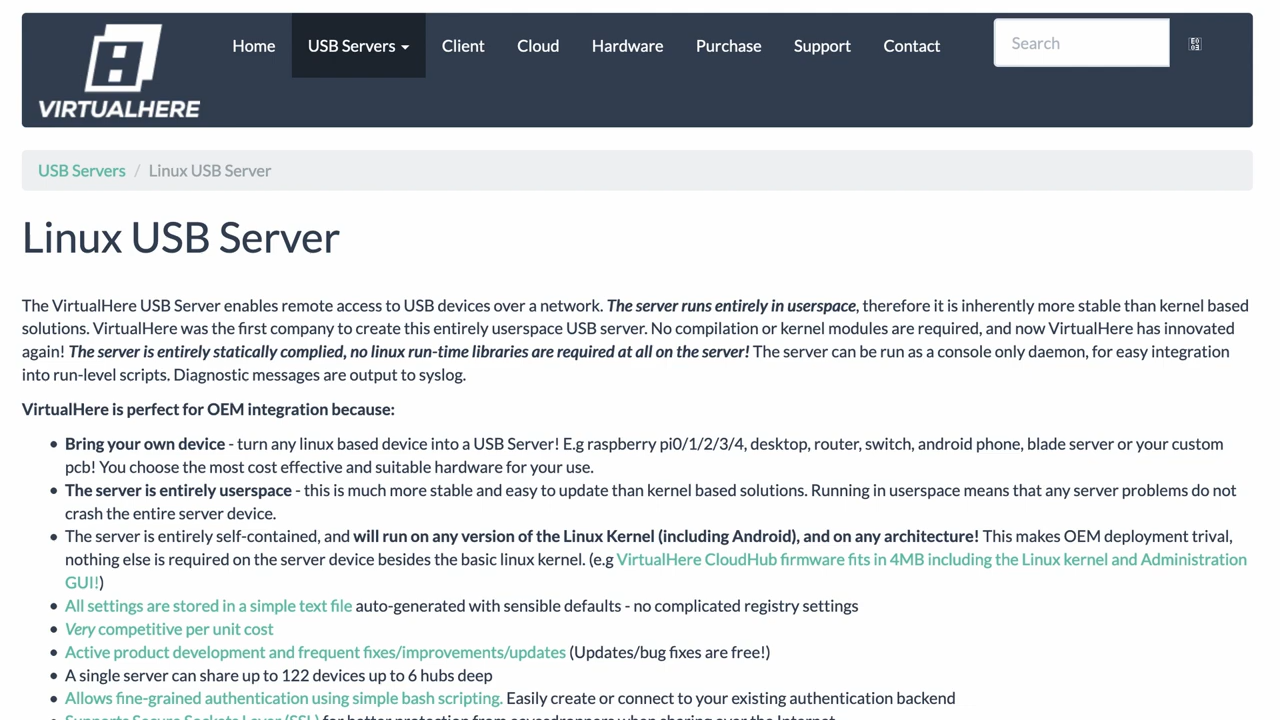 Home
USB Servers
Client
Cloud
Hardware
Purchase
Support
Contact
Search
VIRTUALHERE
USB Servers / Linux USB Server
Linux USB Server
The VirtualHere USB Server enables remote access to USB devices over a network. The server runs entirely in userspace, therefore it is inherently more stable than kernel based
solutions. VirtualHere was the first company to create this entirely userspace USB server. No compilation or kernel modules are required, and now VirtualHere has innovated
again! The server is entirely statically complied, no linux run-time libraries are required at all on the server! The server can be run as a console only daemon, for easy integration
into run-level scripts. Diagnostic messages are output to syslog.
VirtualHere is perfect for OEM integration because:
• Bring your own device - turn any linux based device into a USB Server! E.g raspberry pi0/1/2/3/4, desktop, router, switch, android phone, blade server or your custom
pcb! You choose the most cost effective and suitable hardware for your use.
• The server is entirely userspace - this is much more stable and easy to update than kernel based solutions. Running in userspace means that any server problems do not
crash the entire server device.
• The server is entirely self-contained, and will run on any version of the Linux Kernel (including Android), and on any architecture! This makes OEM deployment trival,
nothing else is required on the server device besides the basic linux kernel. (e.g VirtualHere CloudHub firmware fits in 4MB including the Linux kernel and Administration
GUI!)
• All settings are stored in a simple text file auto-generated with sensible defaults - no complicated registry settings
• Very competitive per unit cost
• Active product development and frequent fixes/improvements/updates (Updates/bug fixes are free!)
• A single server can share up to 122 devices up to 6 hubs deep
• Allows fine-grained authentication using simple bash scripting. Easily create or connect to your existing authentication backend
• Supports Secure Sockets Layer (SSL) for better protection from eavesdroppers when sharing over the Internet